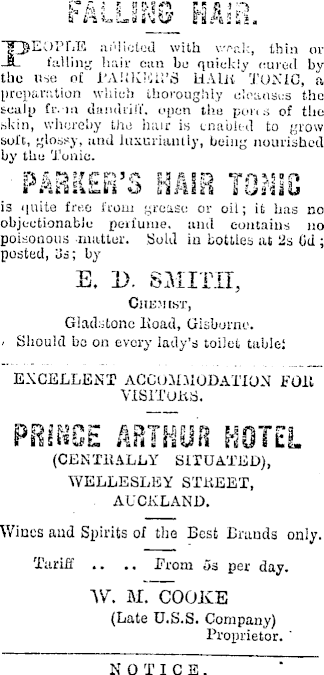 FALLING HAIR.
PEOPLE afflicted with weak, thin or
falling hair can be quickly cured by
the use of PARKER'S HAIR TONIC, a
preparation which thoroughly cleanses the
scalp from dandriff, open the pores of the
skin, whereby the hair is enabled to grow
soft, glossy, and luxuriantly, being nourished
by the Tonic.
PARKER'S HAIR TONIC
is quite free from grease or oil; it has no
objectionable perfume, and contains no
poisonous matter. Sold in bottles at 2s 6d;
posted, 3s; by
E. D. SMITH,
CHEMIST,
Gladstone Road, Gisborne.
Should be on every lady's toilet table!
EXCELLENT ACCOMMODATION FOR
VISITORS.
PRINCE ARTHUR HOTEL
(CENTRALLY SITUATED),
WELLESLEY STREET,
AUCKLAND.
Wines and Spirits of the Best Brands only.
Tariff .. .. From 5s per day.
W. M. COOKE
(Late U.S.S. Company)
Proprietor.
NOTICE.